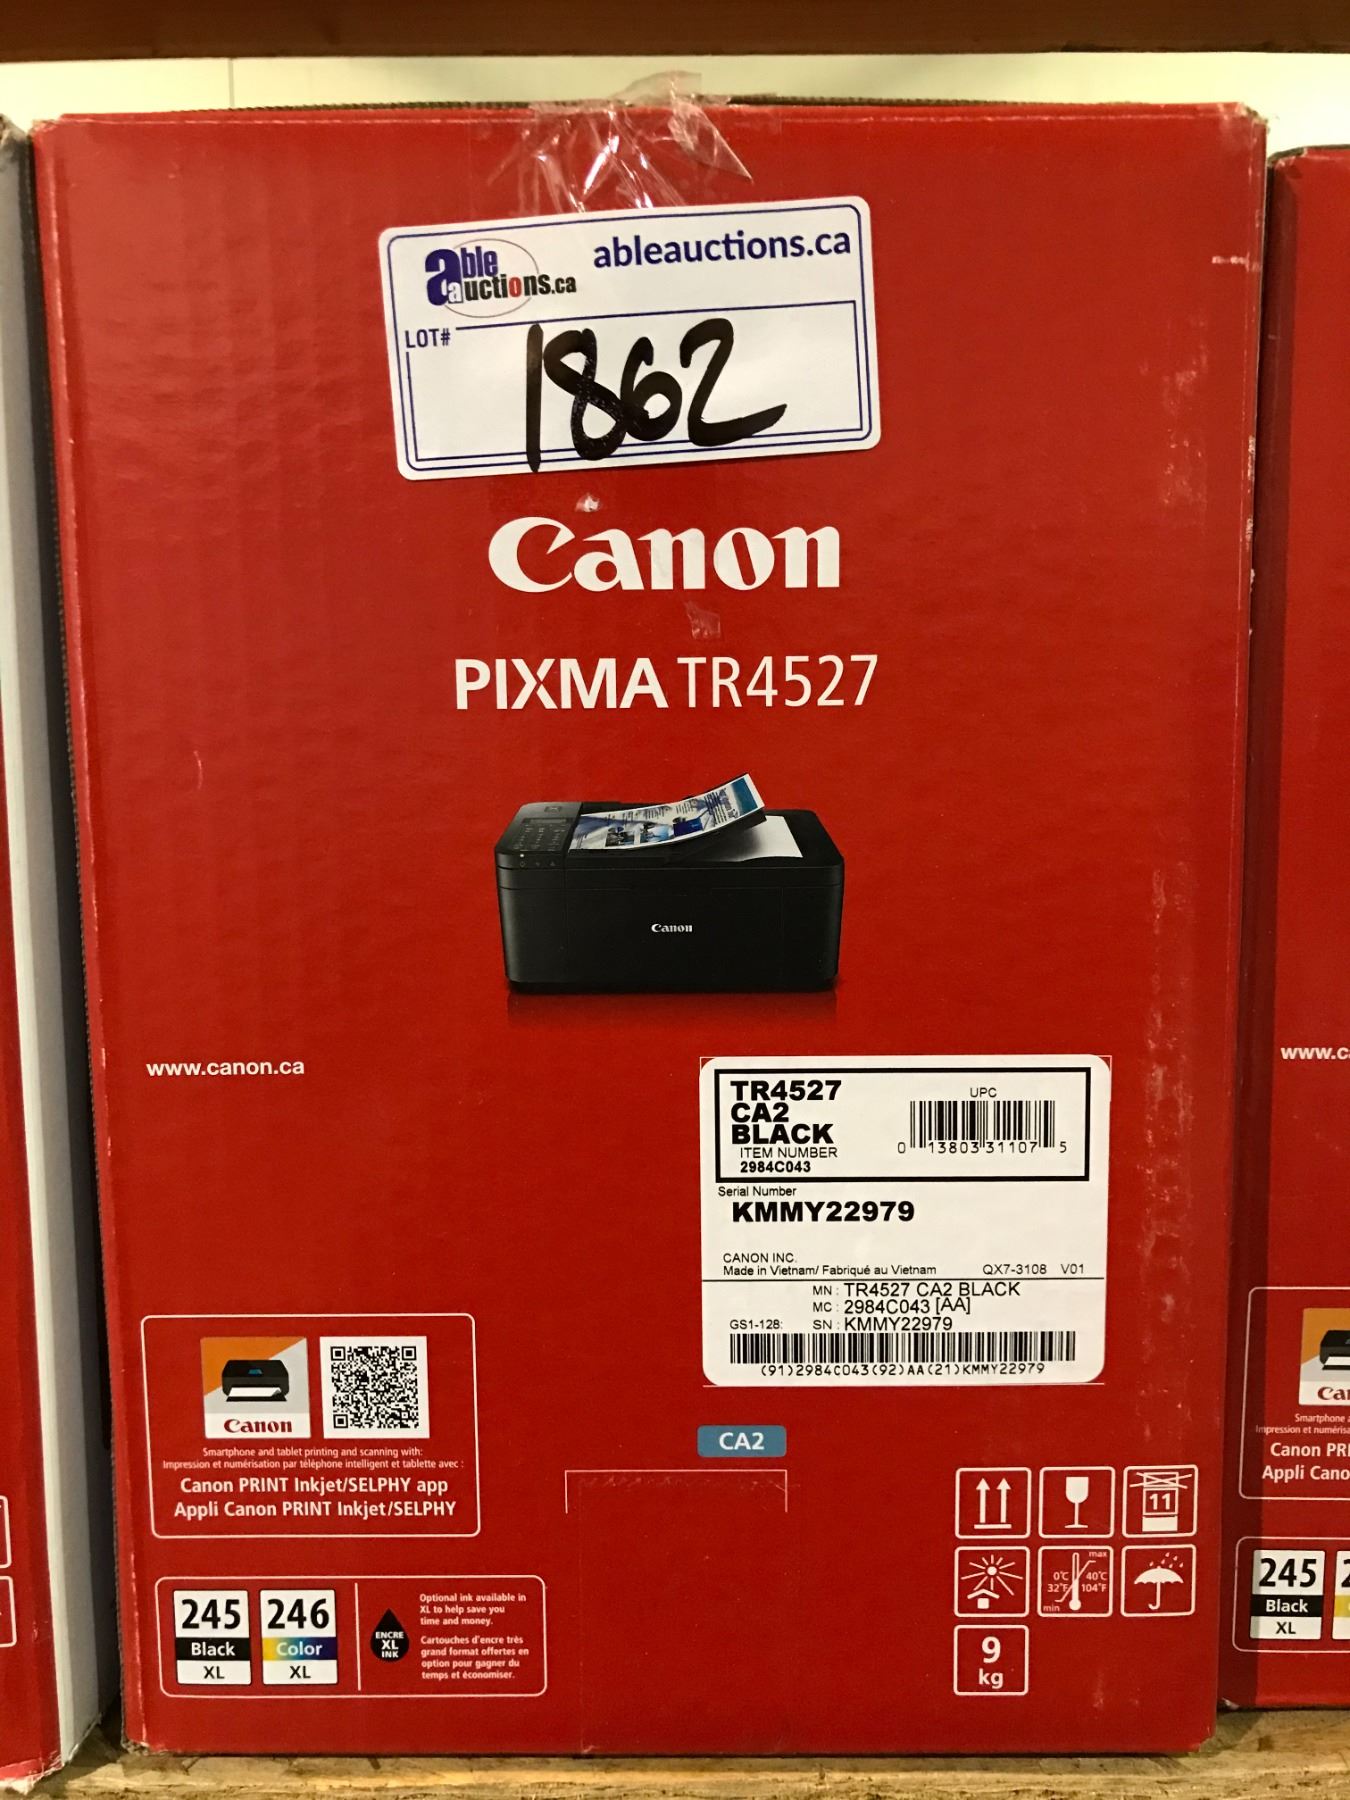 able auctions.ca
ableauctions.ca
LOT#
1862
Canon
PIXMA TR4527
Canon
www.canon.ca
TR4527
CA2
BLACK
ITEM NUMBER
2984C043
UPC
0 13803 31107 5
Serial Number
KMMY22979
CANON INC.
Made in Vietnam/ Fabriqué au Vietnam QX7-3108 V01
MN : TR4527 CA2 BLACK
MC : 2984C043 [AA]
GS1-128: SN : KMMY22979
(91)2984C043(92)AA(21)KMMY22979
Canon
Smartphone and tablet printing and scanning with:
Impression et numérisation par téléphone intelligent et tablette avec :
Canon PRINT Inkjet/SELPHY app
Appli Canon PRINT Inkjet/SELPHY
CA2
245
Black
XL
246
Color
XL
ENCRE
XL
INK
Optional ink available in
XL to help save you
time and money.
Cartouches d'encre très
grand format offertes en
option pour gagner du
temps et économiser.
11
max
0°C 40°C
32°F 104°F
min
9
kg
www.c
Smartphone
Impression et
Canon PRI
Appli Cano
245
Black
XL